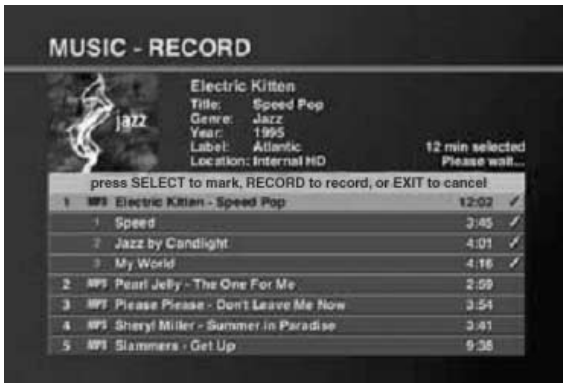 MUSIC - RECORD
jazz
Electric Kitten
Title: Speed Pop
Genre: Jazz
Year: 1995
Label: Atlantic
Location: Internal HD
12 min selected
Please wait...
press SELECT to mark, RECORD to record, or EXIT to cancel
1 MP3 Electric Kitten - Speed Pop 12:02 ✓
1 Speed 3:45 ✓
2 Jazz by Candlight 4:01 ✓
3 My World 4:16 ✓
2 MP3 Pearl Jelly - The One For Me 2:59
3 MP3 Please Please - Don't Leave Me Now 3:54
4 MP3 Sheryl Miller - Summer in Paradise 3:41
5 MP3 Slammers - Get Up 9:38